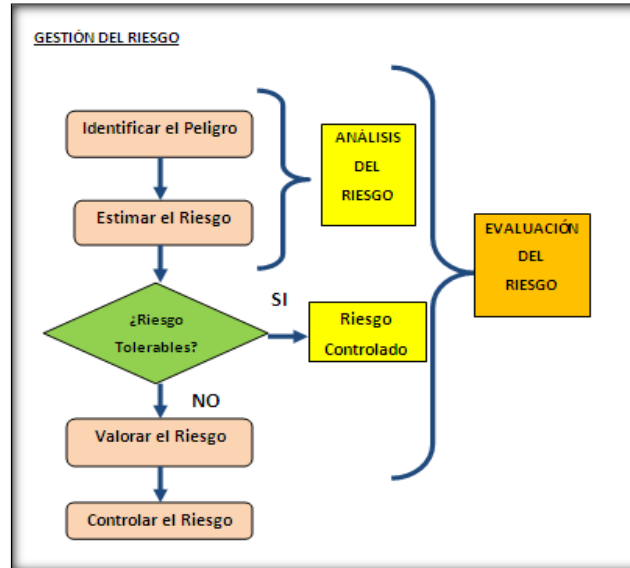 GESTIÓN DEL RIESGO
Identificar el Peligro
Estimar el Riesgo
ANÁLISIS
DEL
RIESGO
EVALUACIÓN
DEL
RIESGO
¿Riesgo
Tolerables?
SI
Riesgo
Controlado
NO
Valorar el Riesgo
Controlar el Riesgo